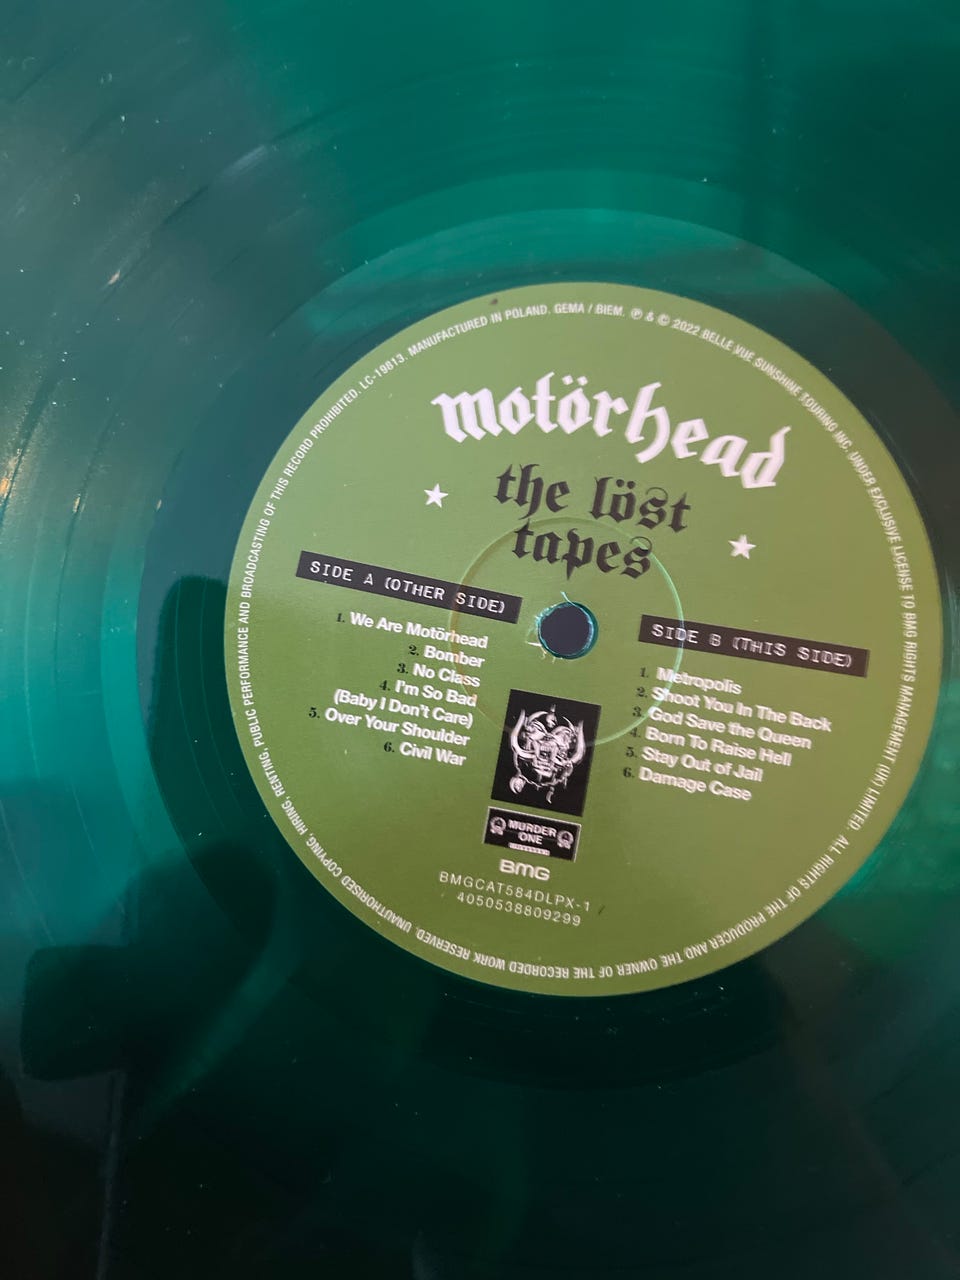 motörhead
the löst
tapes
SIDE A (OTHER SIDE)
1. We Are Motörhead
2. Bomber
3. No Class
4. I'm So Bad
(Baby I Don't Care)
5. Over Your Shoulder
6. Civil War
SIDE B (THIS SIDE)
1. Metropolis
2. Shoot You In The Back
3. God Save the Queen
4. Born To Raise Hell
5. Stay Out of Jail
6. Damage Case
MURDER
ONE
BMG
BMGCAT584DLPX-1
4050538809299
℗ & © 2022 BELLE VUE SUNSHINE TOURING INC. UNDER EXCLUSIVE LICENSE TO BMG RIGHTS MANAGEMENT (UK) LIMITED. ALL RIGHTS OF THE PRODUCER AND THE OWNER OF THE RECORDED WORK RESERVED. UNAUTHORISED COPYING, HIRING, RENTING, PUBLIC PERFORMANCE AND BROADCASTING OF THIS RECORD PROHIBITED. LC-19813. MANUFACTURED IN POLAND. GEMA / BIEM.